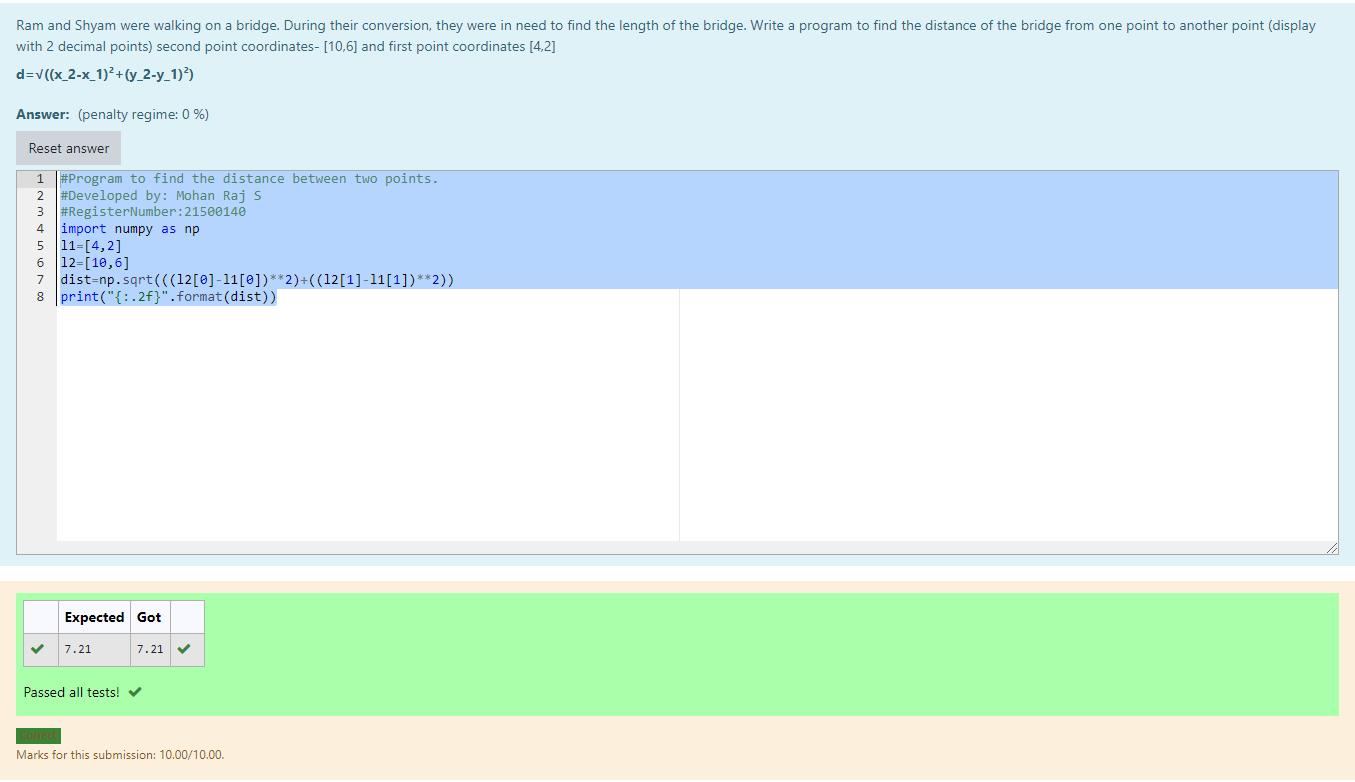 Ram and Shyam were walking on a bridge. During their conversion, they were in need to find the length of the bridge. Write a program to find the distance of the bridge from one point to another point (display
with 2 decimal points) second point coordinates- [10,6] and first point coordinates [4,2]
d=√((x_2-x_1)²+(y_2-y_1)²)
Answer: (penalty regime: 0 %)
Reset answer
1 #Program to find the distance between two points.
2 #Developed by: Mohan Raj S
3 #RegisterNumber:21500140
4 import numpy as np
5 l1=[4,2]
6 l2=[10,6]
7 dist=np.sqrt(((l2[0]-l1[0])**2)+((l2[1]-l1[1])**2))
8 print("{:.2f}".format(dist))
Expected Got
7.21 7.21
Passed all tests!
Correct
Marks for this submission: 10.00/10.00.